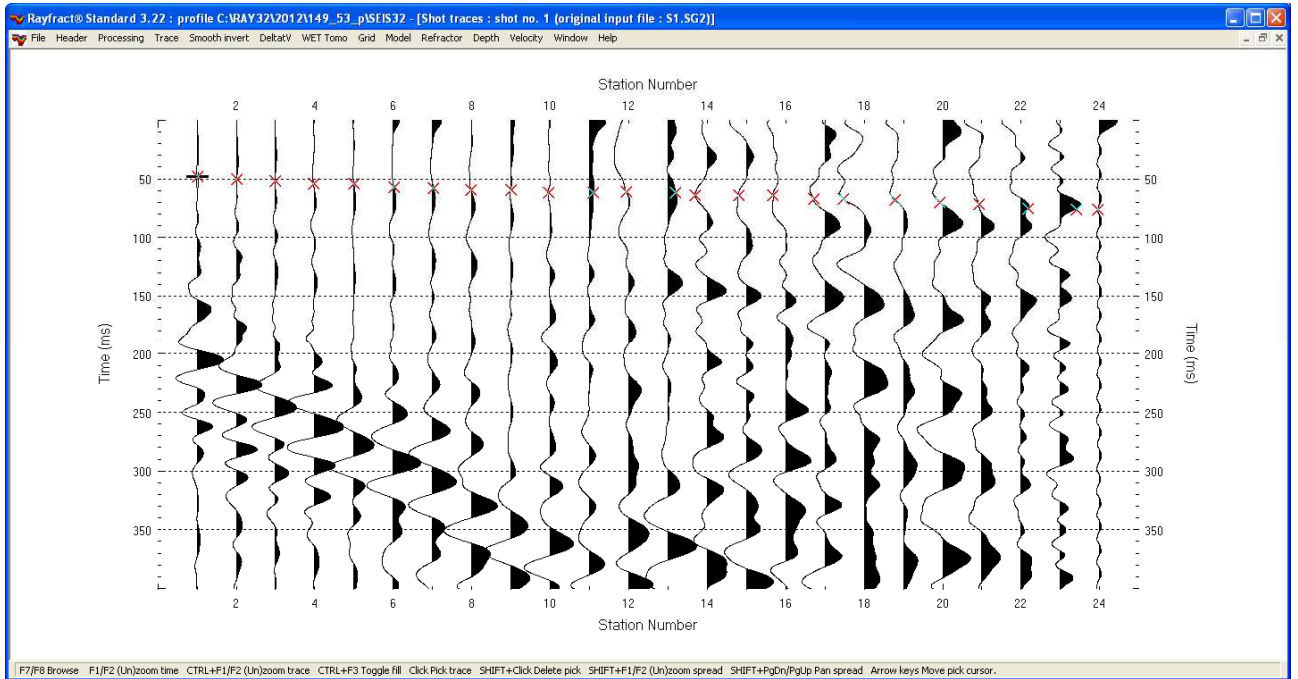 Rayfract® Standard 3.22 : profile C:\RAY32\2012\149_53_p\SEIS32 - [Shot traces : shot no. 1 (original input file : S1.SG2)]
File Header Processing Trace Smooth invert DeltatV WET Tomo Grid Model Refractor Depth Velocity Window Help
Station Number
2 4 6 8 10 12 14 16 18 20 22 24
50 50
100 100
150 150
200 200
250 250
300 300
350 350
Time (ms)
Time (ms)
2 4 6 8 10 12 14 16 18 20 22 24
Station Number
F7/F8 Browse F1/F2 (Un)zoom time CTRL+F1/F2 (Un)zoom trace CTRL+F3 Toggle fill Click Pick trace SHIFT+Click Delete pick SHIFT+F1/F2 (Un)zoom spread SHIFT+PgDn/PgUp Pan spread Arrow keys Move pick cursor.